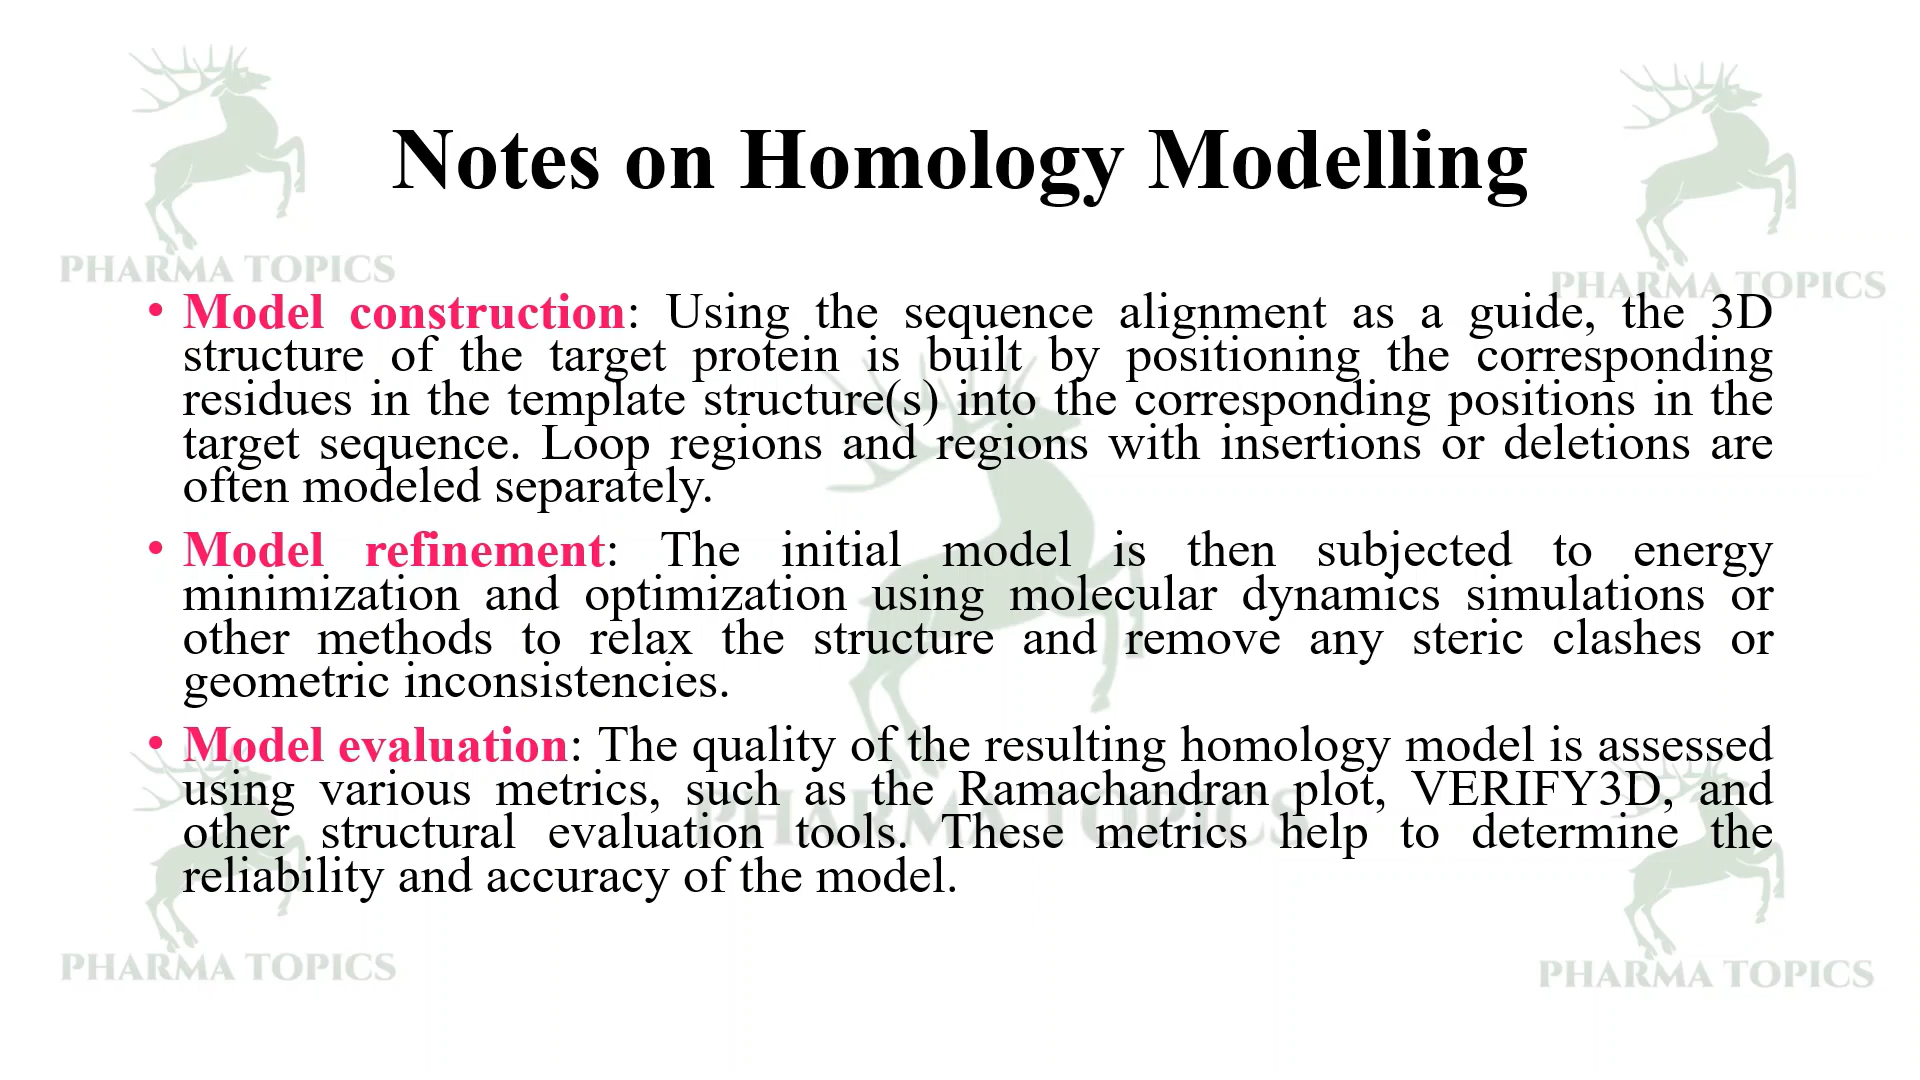 Notes on Homology Modelling
PHARMA TOPICS
PHARMA TOPICS
• Model construction: Using the sequence alignment as a guide, the 3D
structure of the target protein is built by positioning the corresponding
residues in the template structure(s) into the corresponding positions in the
target sequence. Loop regions and regions with insertions or deletions are
often modeled separately.
• Model refinement: The initial model is then subjected to energy
minimization and optimization using molecular dynamics simulations or
other methods to relax the structure and remove any steric clashes or
geometric inconsistencies.
• Model evaluation: The quality of the resulting homology model is assessed
using various metrics, such as the Ramachandran plot, VERIFY3D, and
other structural evaluation tools. These metrics help to determine the
reliability and accuracy of the model.
PHARMA TOPICS
PHARMA TOPICS
PHARMA TOPICS